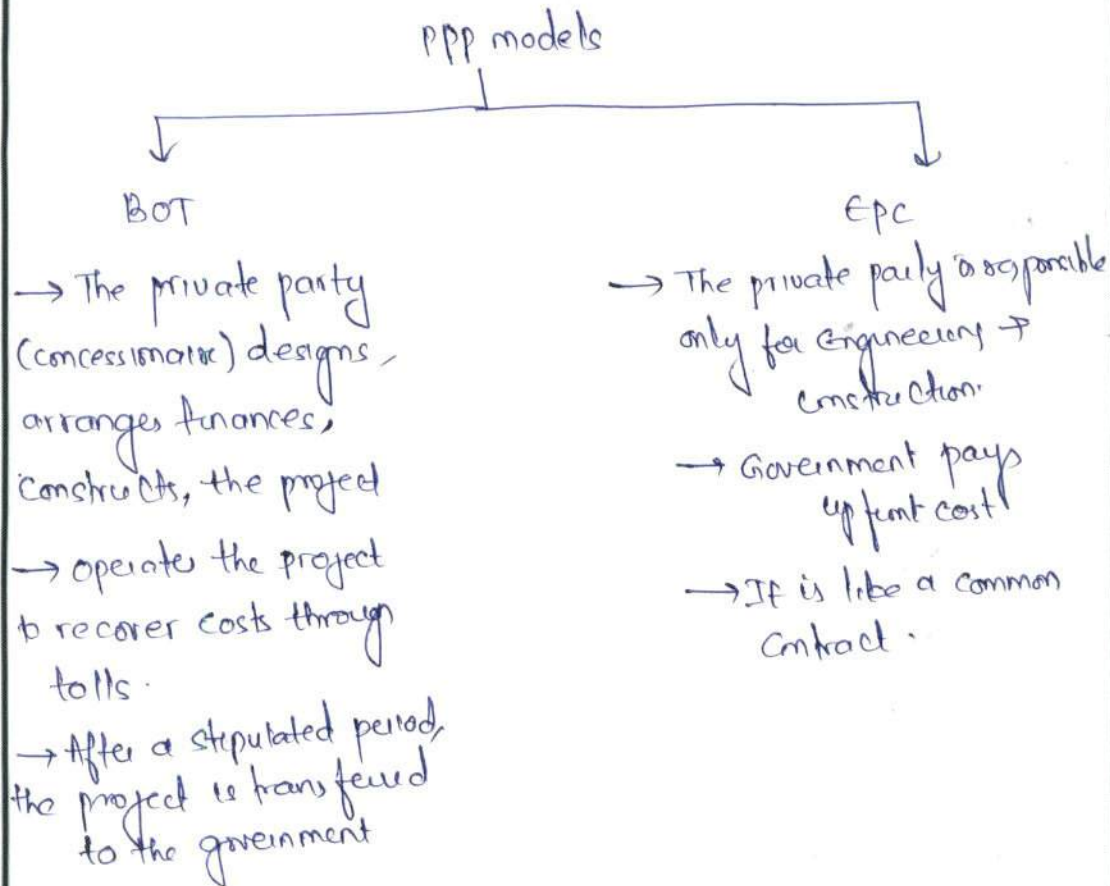 PPP models
BOT
→ The private party
(concessionaire) designs,
arranges finances,
constructs, the project
→ operates the project
to recover costs through
tolls.
→ After a stipulated period,
the project is transferred
to the government
EPC
→ The private party is responsible
only for Engineering +
construction.
→ Government pays
upfront cost
→ It is like a common
contract.